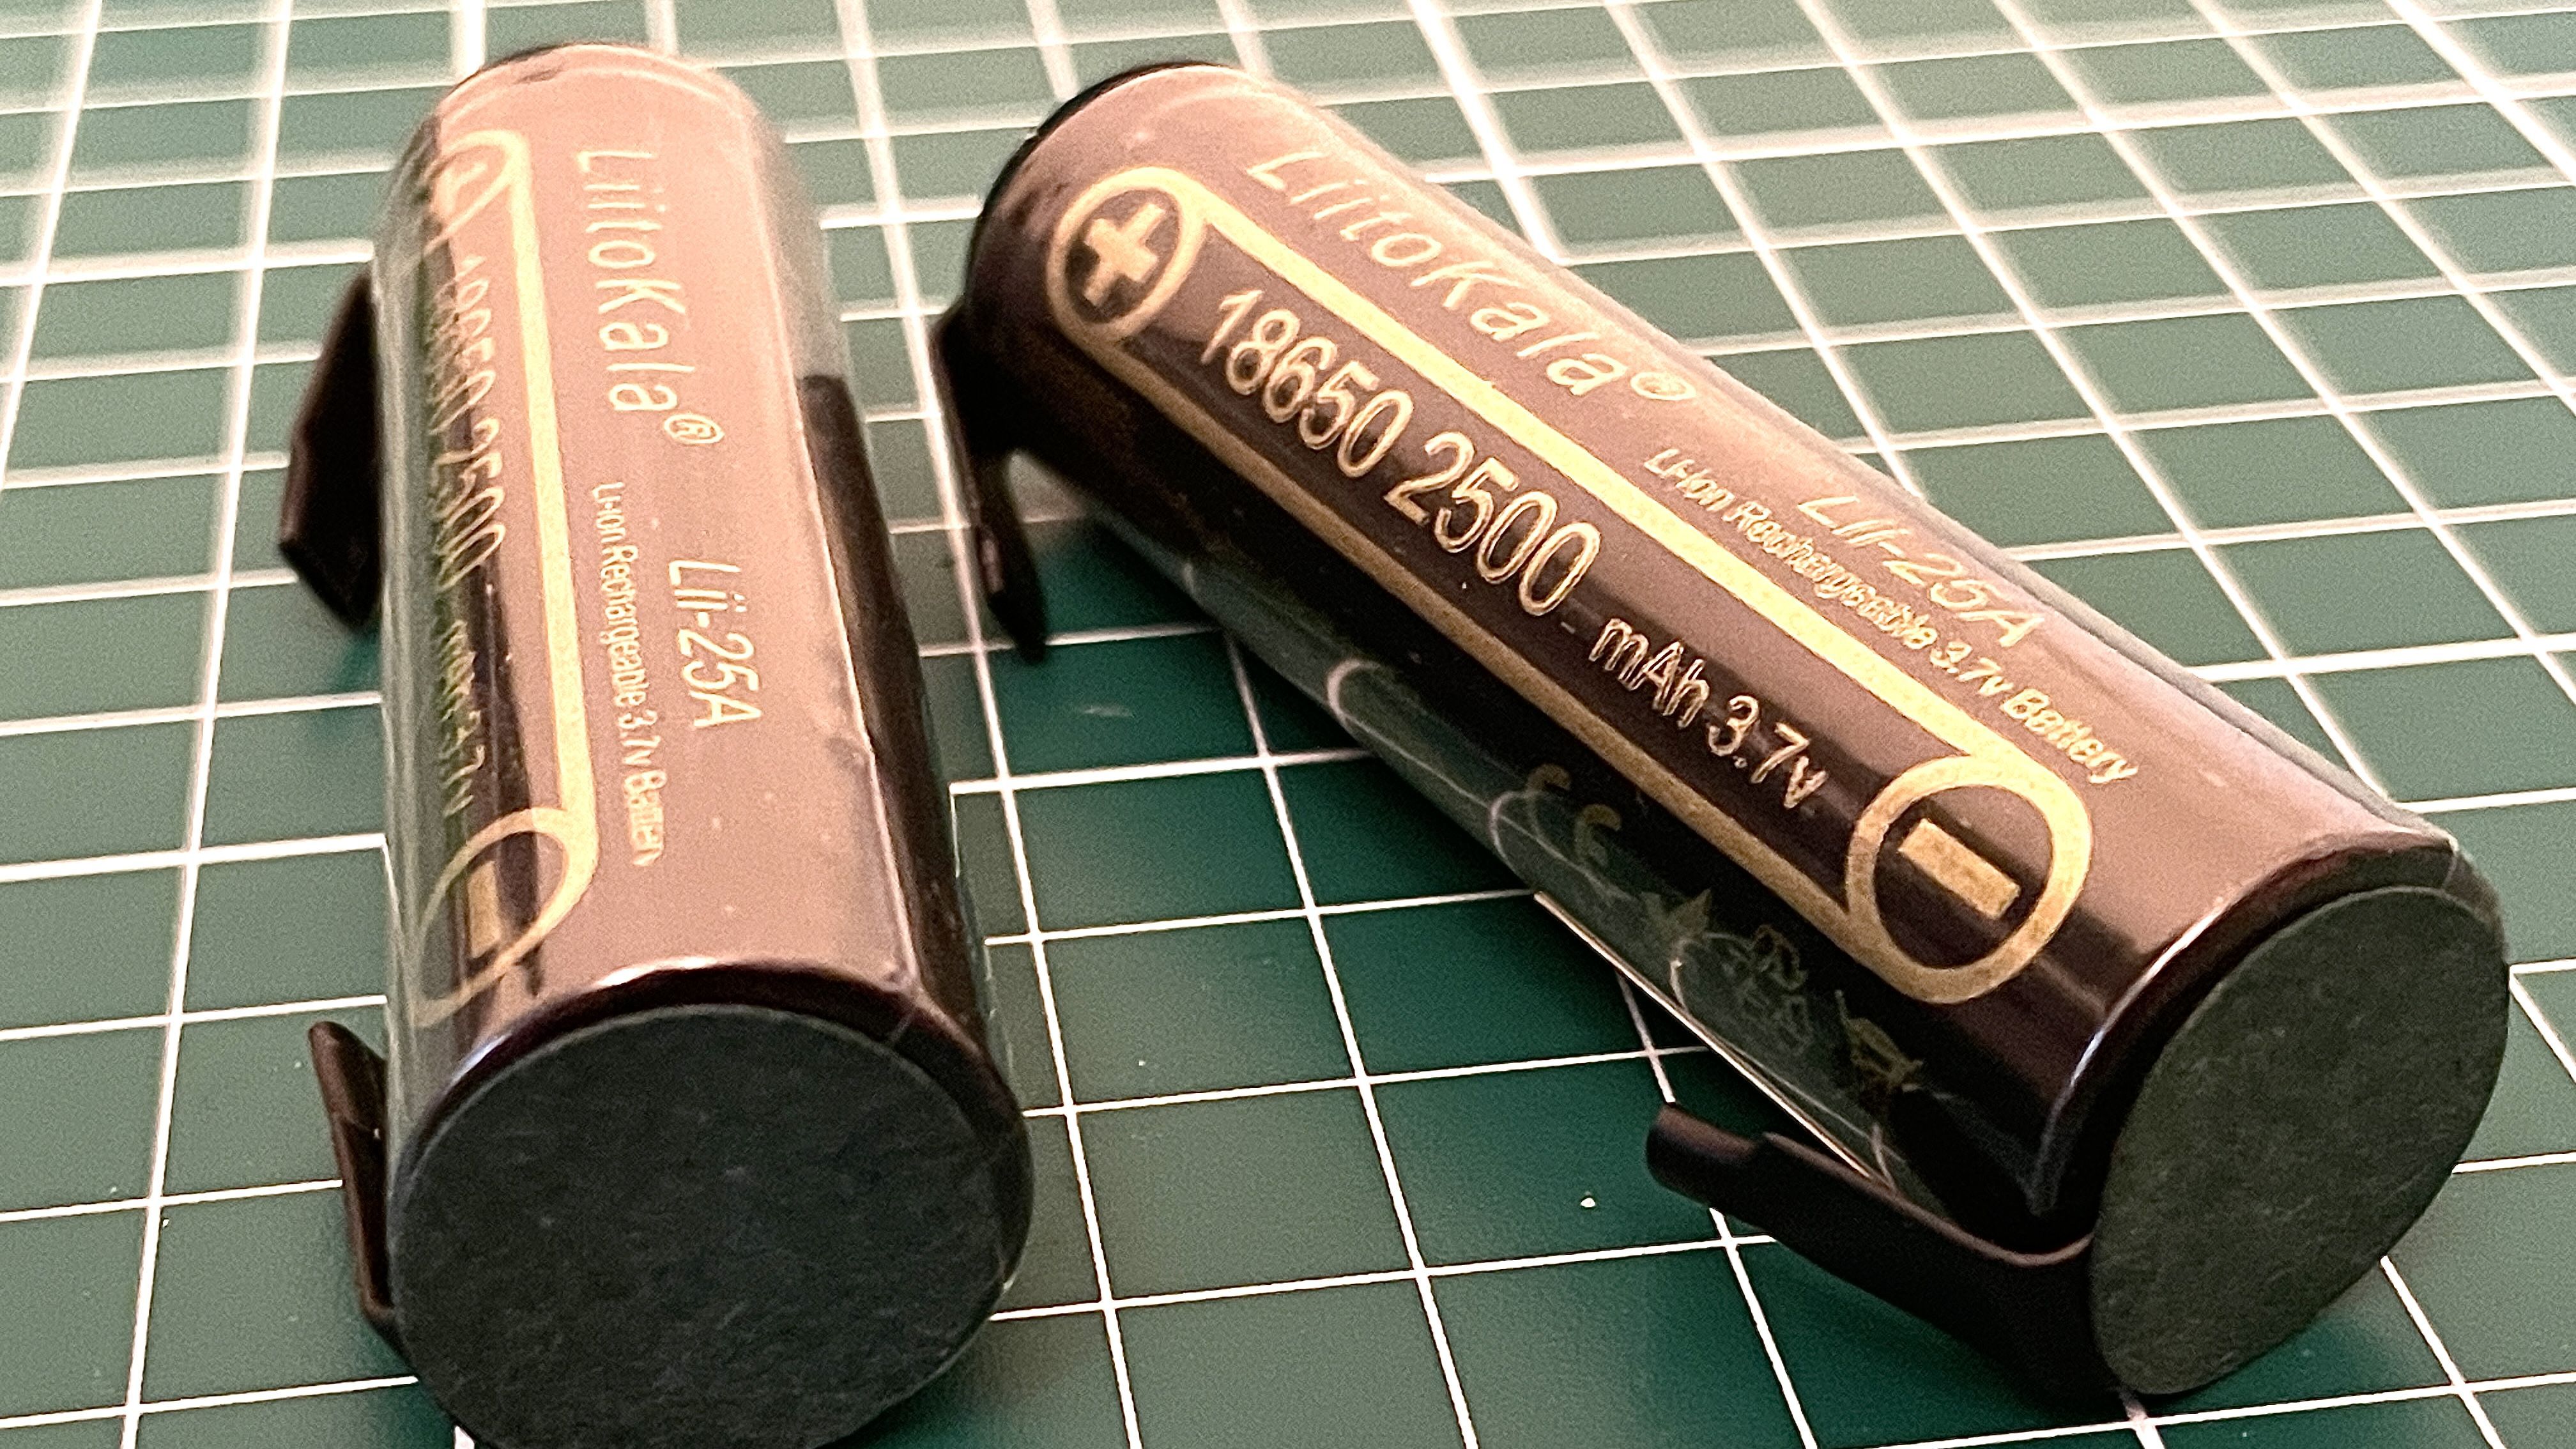 LiitoKala®
Lii-25A
Li-ion Rechargeable 3.7v Battery
18650 2500
3.7v
LiitoKala®
Lii-25A
Li-ion Rechargeable 3.7v Battery
18650 2500 mAh 3.7v
CE